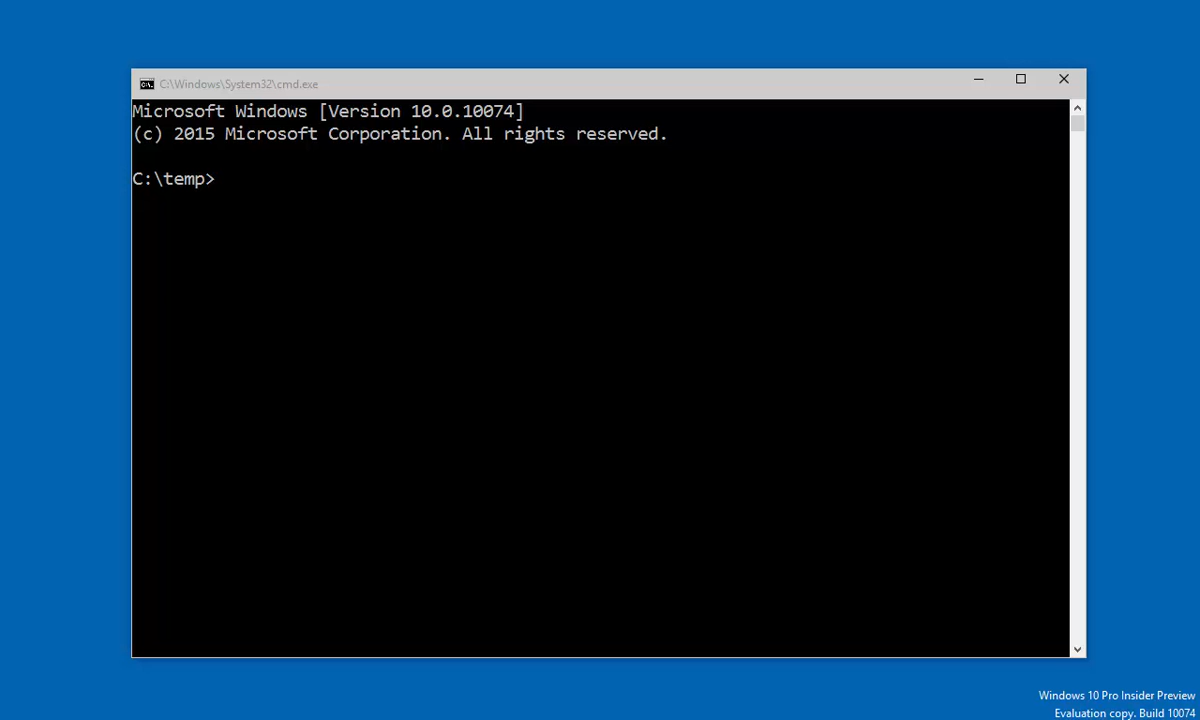 C:\Windows\System32\cmd.exe
Microsoft Windows [Version 10.0.10074]
(c) 2015 Microsoft Corporation. All rights reserved.
C:\temp>
Windows 10 Pro Insider Preview
Evaluation copy. Build 10074